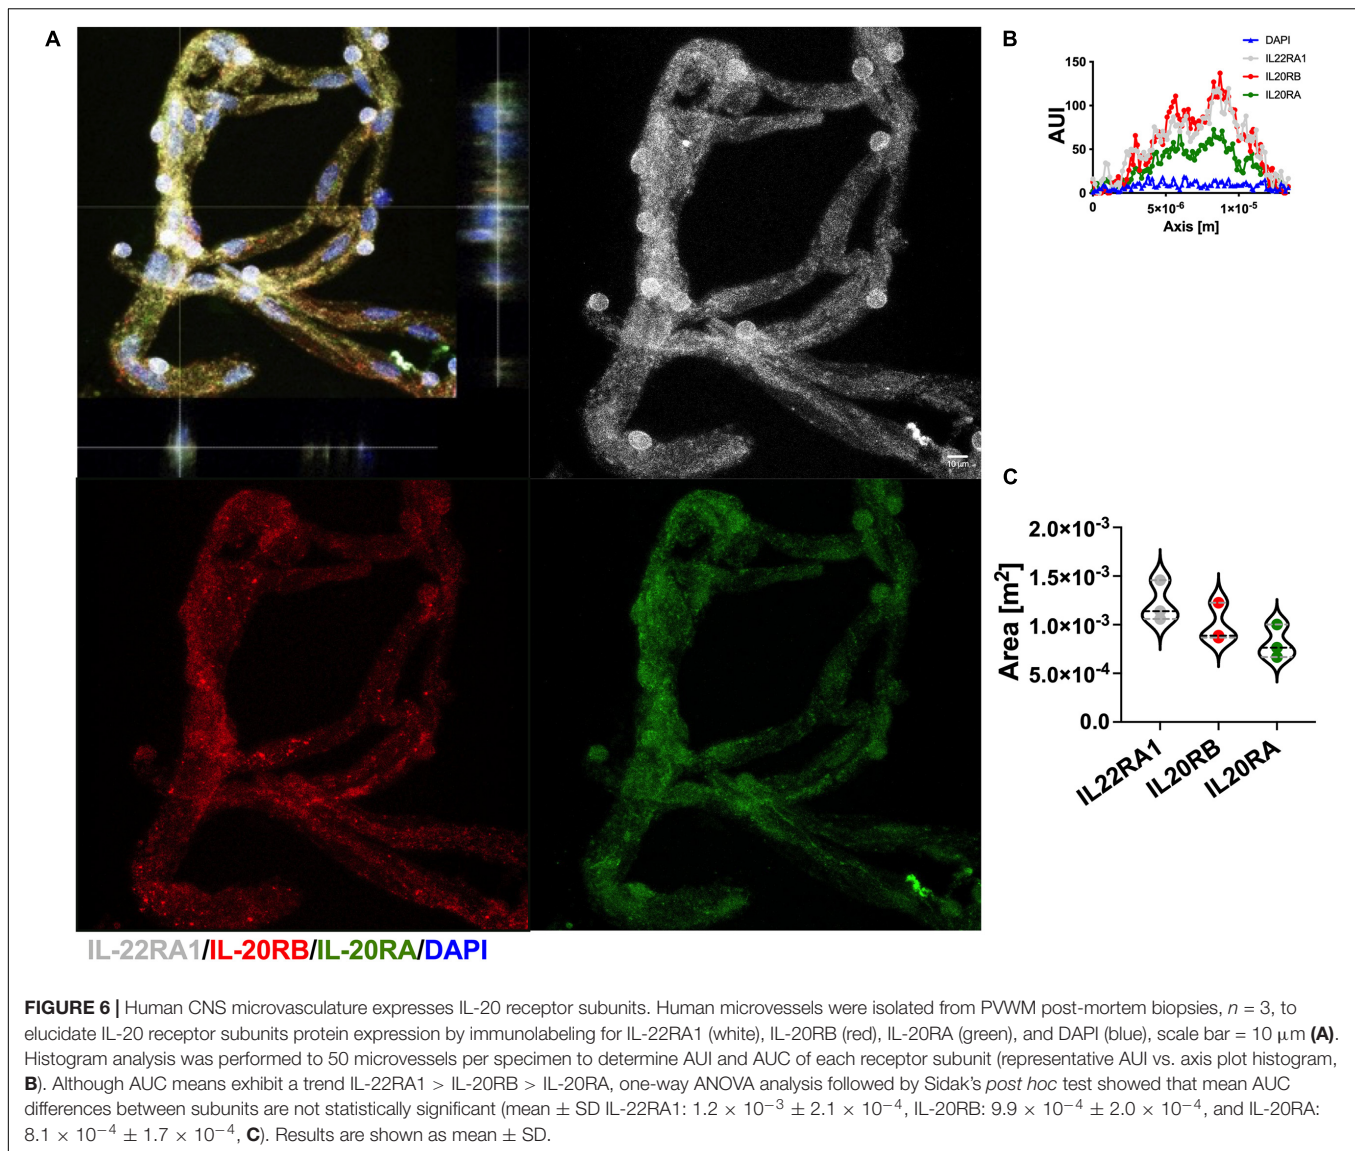 A
B
DAPI
IL22RA1
IL20RB
IL20RA
150
100
50
0
AUI
0
5×10⁻⁶
1×10⁻⁵
Axis [m]
10 µm
C
2.0×10⁻³
1.5×10⁻³
1.0×10⁻³
5.0×10⁻⁴
0.0
Area [m²]
IL22RA1
IL20RB
IL20RA
IL-22RA1/IL-20RB/IL-20RA/DAPI
FIGURE 6 | Human CNS microvasculature expresses IL-20 receptor subunits. Human microvessels were isolated from PVWM post-mortem biopsies, n = 3, to
elucidate IL-20 receptor subunits protein expression by immunolabeling for IL-22RA1 (white), IL-20RB (red), IL-20RA (green), and DAPI (blue), scale bar = 10 µm (A).
Histogram analysis was performed to 50 microvessels per specimen to determine AUI and AUC of each receptor subunit (representative AUI vs. axis plot histogram,
B). Although AUC means exhibit a trend IL-22RA1 > IL-20RB > IL-20RA, one-way ANOVA analysis followed by Sidak's post hoc test showed that mean AUC
differences between subunits are not statistically significant (mean ± SD IL-22RA1: 1.2 × 10⁻³ ± 2.1 × 10⁻⁴, IL-20RB: 9.9 × 10⁻⁴ ± 2.0 × 10⁻⁴, and IL-20RA:
8.1 × 10⁻⁴ ± 1.7 × 10⁻⁴, C). Results are shown as mean ± SD.